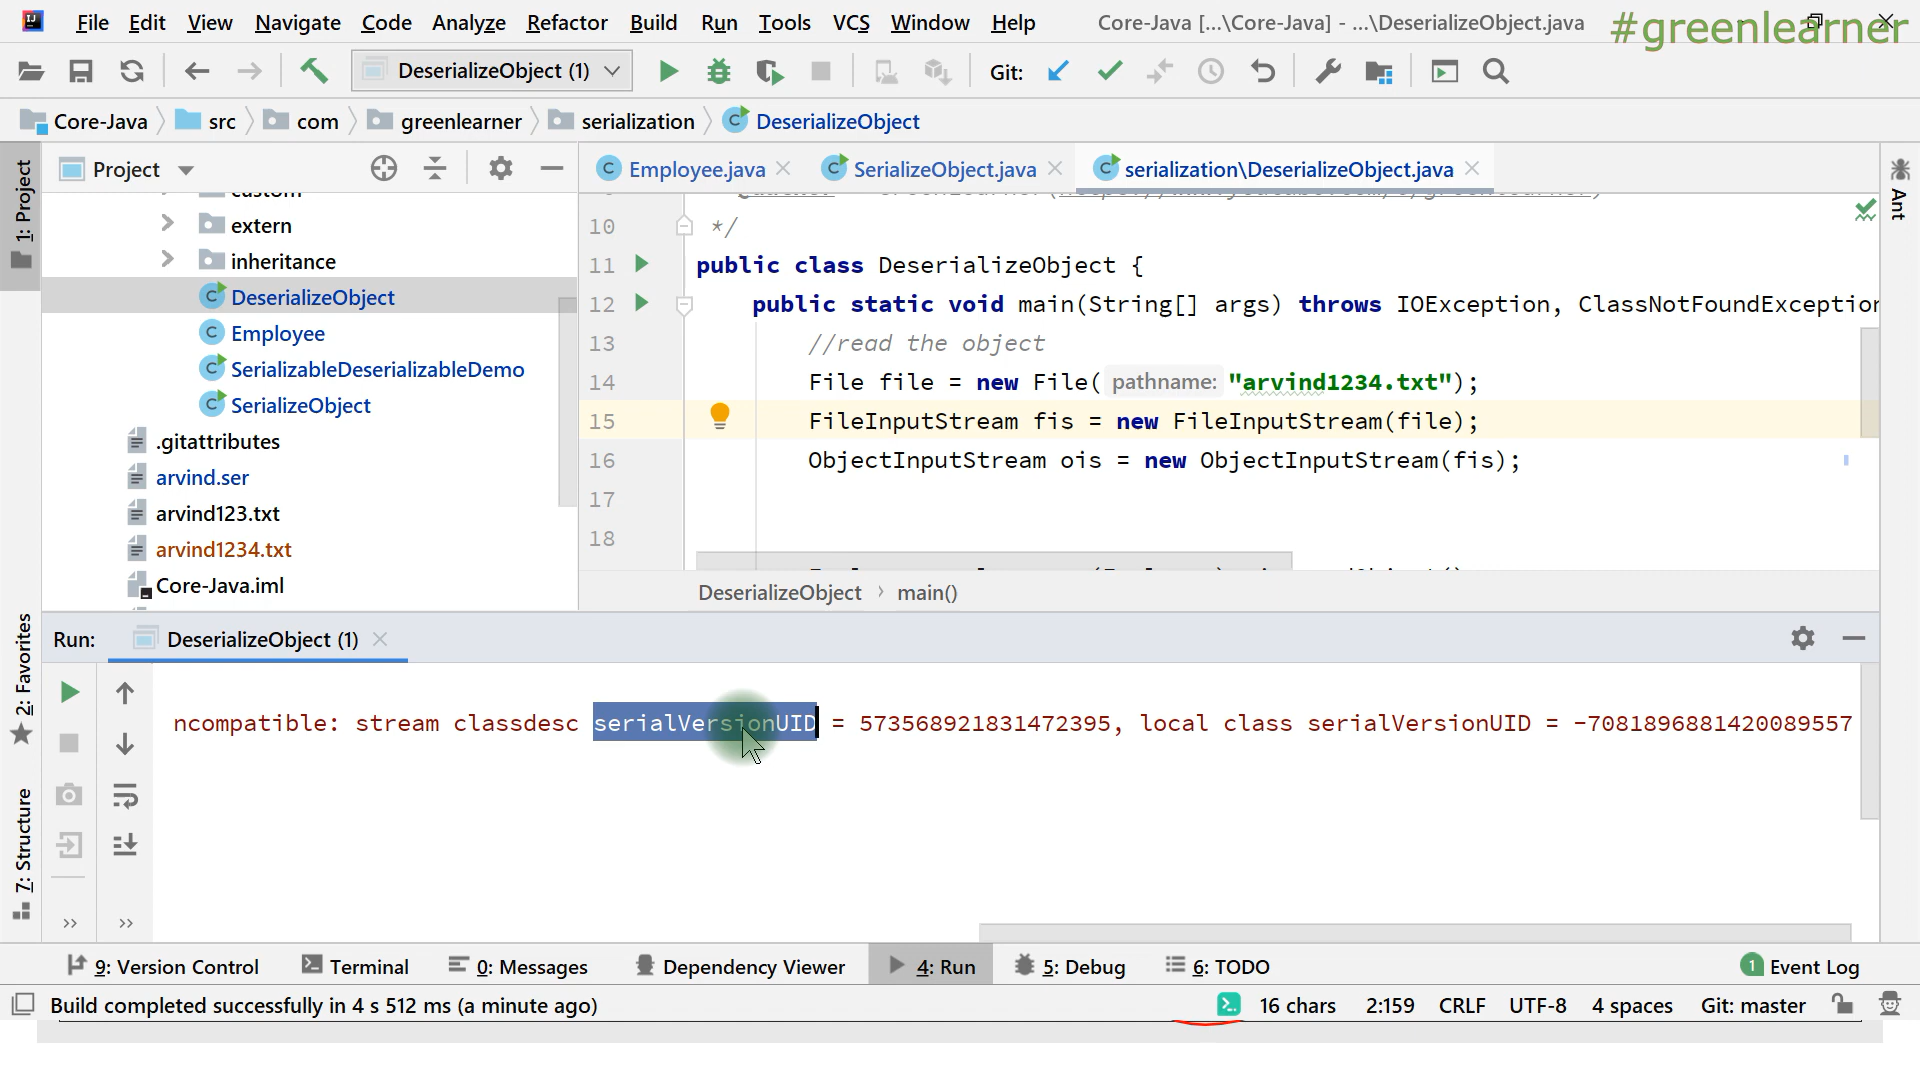 File Edit View Navigate Code Analyze Refactor Build Run Tools VCS Window Help Core-Java [...\Core-Java] - ...\DeserializeObject.java
#greenlearner
DeserializeObject (1) Git:
Core-Java src com greenlearner serialization DeserializeObject
1: Project
Project
Employee.java SerializeObject.java serialization\DeserializeObject.java
Ant
custom
extern
inheritance
DeserializeObject
Employee
SerializableDeserializableDemo
SerializeObject
.gitattributes
arvind.ser
arvind123.txt
arvind1234.txt
Core-Java.iml
10 */
11 public class DeserializeObject {
12 public static void main(String[] args) throws IOException, ClassNotFoundException
13 //read the object
14 File file = new File( pathname: "arvind1234.txt");
15 FileInputStream fis = new FileInputStream(file);
16 ObjectInputStream ois = new ObjectInputStream(fis);
17
18
DeserializeObject › main()
2: Favorites
7: Structure
Run: DeserializeObject (1)
ncompatible: stream classdesc serialVersionUID = 573568921831472395, local class serialVersionUID = -7081896881420089557
9: Version Control Terminal 0: Messages Dependency Viewer 4: Run 5: Debug 6: TODO 1 Event Log
Build completed successfully in 4 s 512 ms (a minute ago) 16 chars 2:159 CRLF UTF-8 4 spaces Git: master